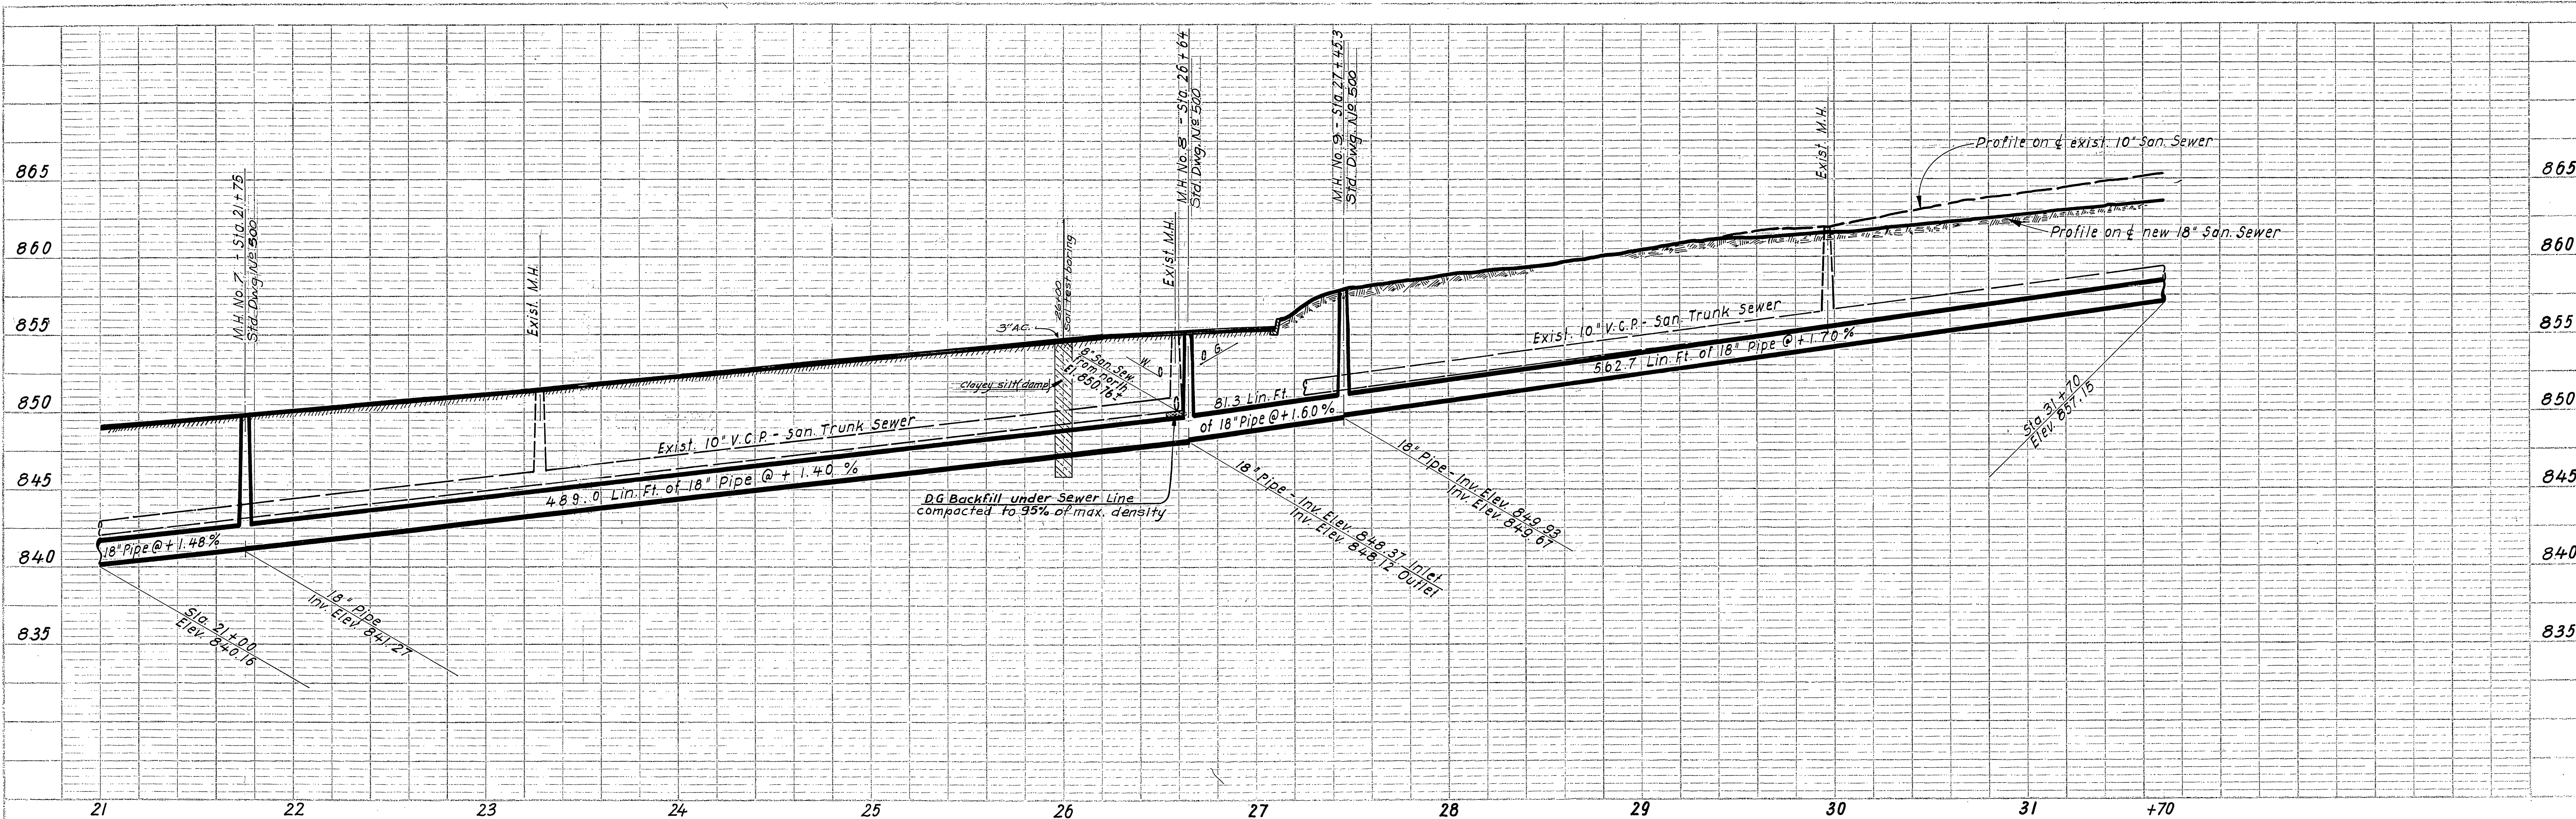 865
860
855
850
845
840
835
M.H. No. 7 - Sta. 21+75
Std. Dwg. No 500
Exist. M.H.
26+00
Soil test boring
3" A.C.
Clayey silt (damp)
8" San. Sew.
from north
El. 850.76±
W.
G.
Exist. M.H.
M.H. No. 8 - Sta. 26+64
Std. Dwg. No 500
M.H. No. 9 - Sta. 27+45.3
Std. Dwg. No 500
Exist. M.H.
Profile on ℄ exist. 10" San. Sewer
Profile on ℄ new 18" San. Sewer
Exist. 10" V.C.P. - San. Trunk Sewer
Exist. 10" V.C.P. - San. Trunk Sewer
18" Pipe @ + 1.48 %
489.0 Lin. Ft. of 18" Pipe @ + 1.40 %
81.3 Lin. Ft.
of 18" Pipe @ + 1.60 %
562.7 Lin. Ft. of 18" Pipe @ + 1.70 %
D.G Backfill under Sewer Line
compacted to 95% of max. density
Sta. 21+00
Elev. 840.16
18" Pipe
Inv. Elev. 841.27
18" Pipe - Inv. Elev. 848.37 Inlet
Inv. Elev. 848.12 Outlet
18" Pipe - Inv. Elev. 849.93
Inv. Elev. 849.67
Sta 31+70
Elev. 857.15
865
860
855
850
845
840
835
21 22 23 24 25 26 27 28 29 30 31 +70